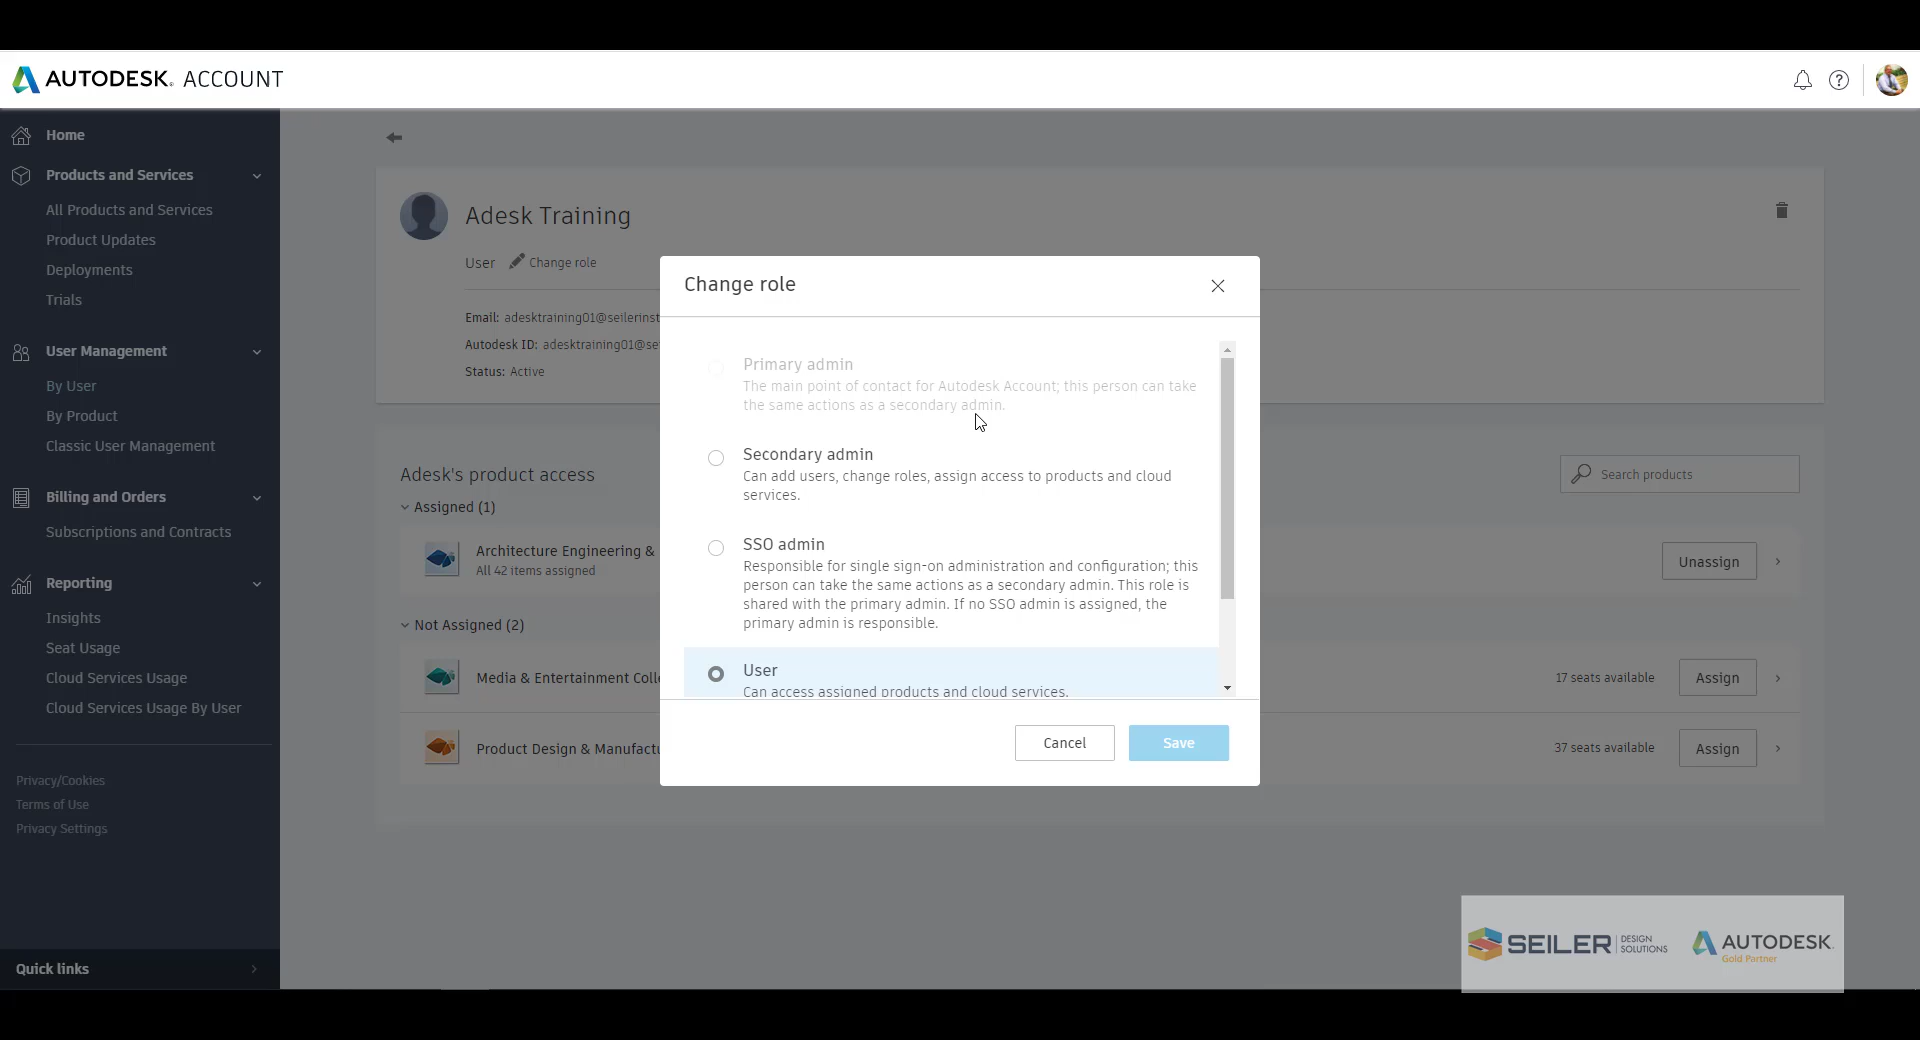 AUTODESK. ACCOUNT
Home
Products and Services
All Products and Services
Product Updates
Deployments
Trials
User Management
By User
By Product
Classic User Management
Billing and Orders
Subscriptions and Contracts
Reporting
Insights
Seat Usage
Cloud Services Usage
Cloud Services Usage By User
Privacy/Cookies
Terms of Use
Privacy Settings
Quick links
Adesk Training
User Change role
Email: adesktraining01@seilerinst
Autodesk ID: adesktraining01@se
Status: Active
Adesk's product access
Search products
Assigned (1)
Architecture Engineering &
All 42 items assigned
Unassign
Not Assigned (2)
Media & Entertainment Coll
17 seats available
Assign
Product Design & Manufact
37 seats available
Assign
Change role
Primary admin
The main point of contact for Autodesk Account; this person can take
the same actions as a secondary admin.
Secondary admin
Can add users, change roles, assign access to products and cloud
services.
SSO admin
Responsible for single sign-on administration and configuration; this
person can take the same actions as a secondary admin. This role is
shared with the primary admin. If no SSO admin is assigned, the
primary admin is responsible.
User
Can access assigned products and cloud services.
Cancel
Save
SEILER DESIGN
SOLUTIONS
AUTODESK
Gold Partner